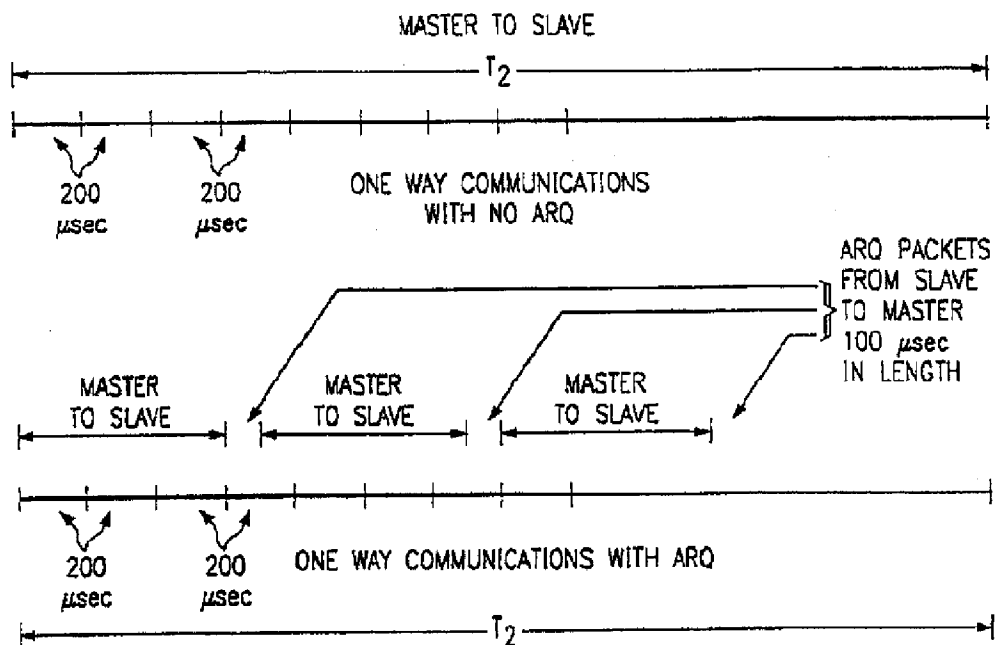 MASTER TO SLAVE
T2
200
µsec
200
µsec
ONE WAY COMMUNICATIONS
WITH NO ARQ
ARQ PACKETS
FROM SLAVE
TO MASTER
100 µsec
IN LENGTH
MASTER
TO SLAVE
MASTER
TO SLAVE
MASTER
TO SLAVE
200
µsec
200
µsec
ONE WAY COMMUNICATIONS WITH ARQ
T2